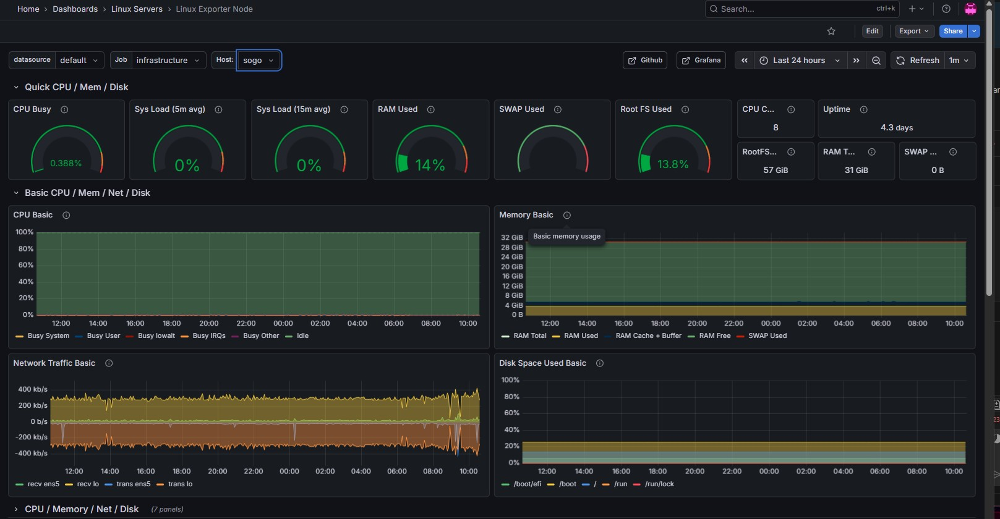 Home › Dashboards › Linux Servers › Linux Exporter Node
Search... ctrl+k
Edit Export Share
datasource default Job infrastructure Host: sogo Github Grafana Last 24 hours Refresh 1m
Quick CPU / Mem / Disk
CPU Busy
0.388%
Sys Load (5m avg)
0%
Sys Load (15m avg)
0%
RAM Used
14%
SWAP Used
Root FS Used
13.8%
CPU C...
8
Uptime
4.3 days
RootFS...
57 GiB
RAM T...
31 GiB
SWAP ...
0 B
Basic CPU / Mem / Net / Disk
CPU Basic
100%
80%
60%
40%
20%
0%
12:00 14:00 16:00 18:00 20:00 22:00 00:00 02:00 04:00 06:00 08:00 10:00
Busy System Busy User Busy Iowait Busy IRQs Busy Other Idle
Memory Basic
Basic memory usage
32 GiB
28 GiB
24 GiB
20 GiB
16 GiB
12 GiB
8 GiB
4 GiB
0 B
12:00 14:00 16:00 18:00 20:00 22:00 00:00 02:00 04:00 06:00 08:00 10:00
RAM Total RAM Used RAM Cache + Buffer RAM Free SWAP Used
Network Traffic Basic
400 kb/s
200 kb/s
0 b/s
-200 kb/s
-400 kb/s
12:00 14:00 16:00 18:00 20:00 22:00 00:00 02:00 04:00 06:00 08:00 10:00
recv ens5 recv lo trans ens5 trans lo
Disk Space Used Basic
100%
80%
60%
40%
20%
0%
12:00 14:00 16:00 18:00 20:00 22:00 00:00 02:00 04:00 06:00 08:00 10:00
/boot/efi /boot / /run /run/lock
CPU / Memory / Net / Disk (7 panels)
ar
23